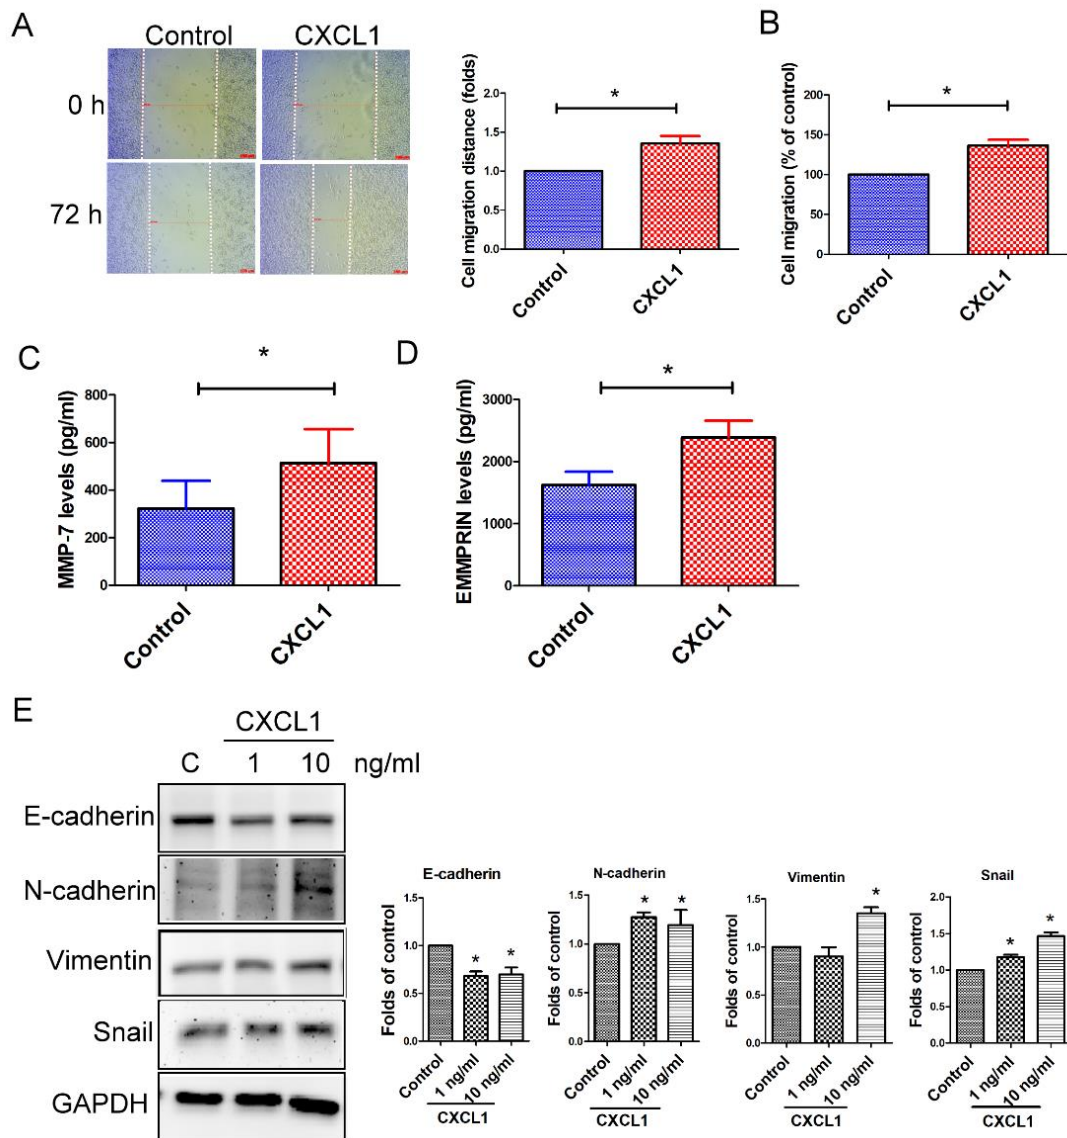 A
Control
CXCL1
0 h
72 h
Cell migration distance (folds)
2.0
1.5
1.0
0.5
0.0
*
Control
CXCL1
B
Cell migration (% of control)
200
150
100
50
0
*
Control
CXCL1
C
MMP-7 levels (pg/ml)
800
600
400
200
0
*
Control
CXCL1
D
EMMPRIN levels (pg/ml)
3000
2000
1000
0
*
Control
CXCL1
E
CXCL1
C 1 10 ng/ml
E-cadherin
N-cadherin
Vimentin
Snail
GAPDH
E-cadherin
Folds of control
1.5
1.0
0.5
0.0
* *
Control
1 ng/ml
10 ng/ml
CXCL1
N-cadherin
Folds of control
1.5
1.0
0.5
0.0
* *
Control
1 ng/ml
10 ng/ml
CXCL1
Vimentin
Folds of control
1.5
1.0
0.5
0.0
*
Control
1 ng/ml
10 ng/ml
CXCL1
Snail
Folds of control
2.0
1.5
1.0
0.5
0.0
* *
Control
1 ng/ml
10 ng/ml
CXCL1